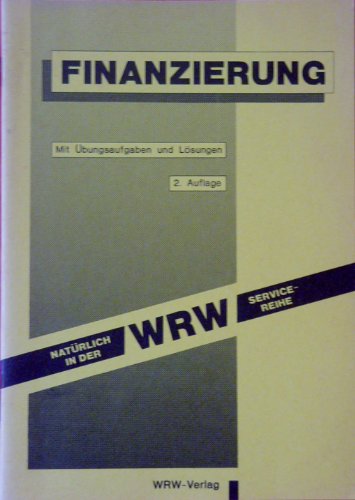 FINANZIERUNG
Mit Übungsaufgaben und Lösungen
2. Auflage
NATÜRLICH
IN DER
WRW
SERVICE-
REIHE
WRW-Verlag